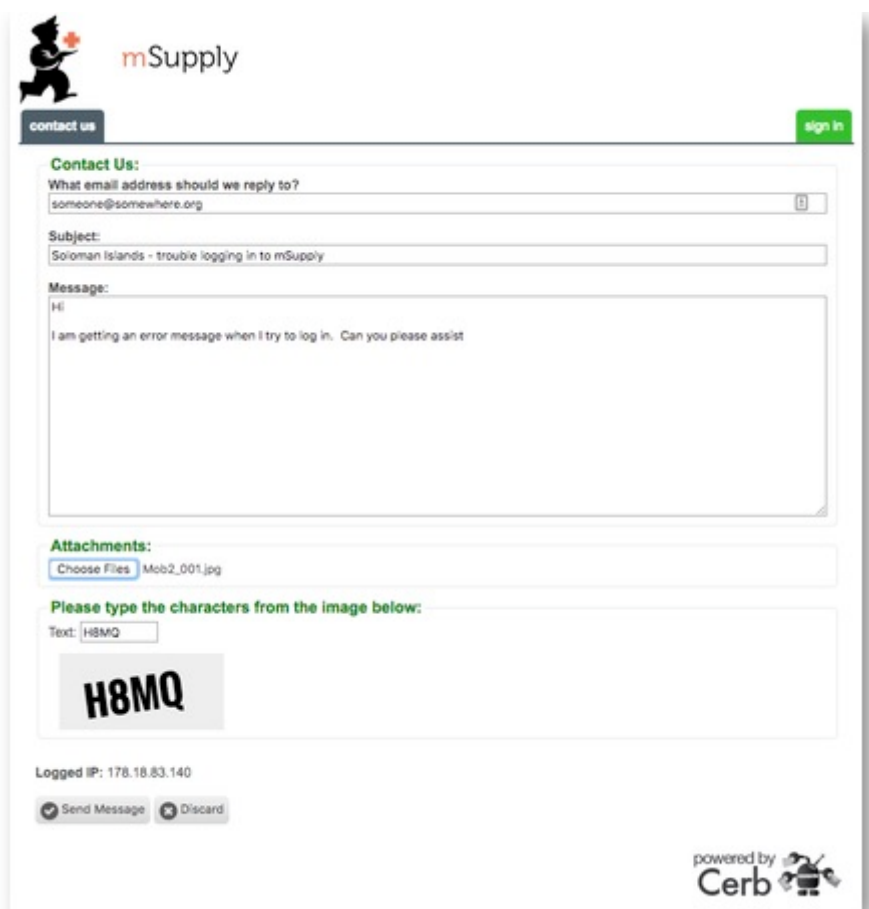 mSupply
contact us
sign in
Contact Us:
What email address should we reply to?
someone@somewhere.org
Subject:
Soloman Islands - trouble logging in to mSupply
Message:
Hi
I am getting an error message when I try to log in.  Can you please assist
Attachments:
Choose Files Mob2_001.jpg
Please type the characters from the image below:
Text: H8MQ
H8MQ
Logged IP: 178.18.83.140
Send Message Discard
powered by
Cerb